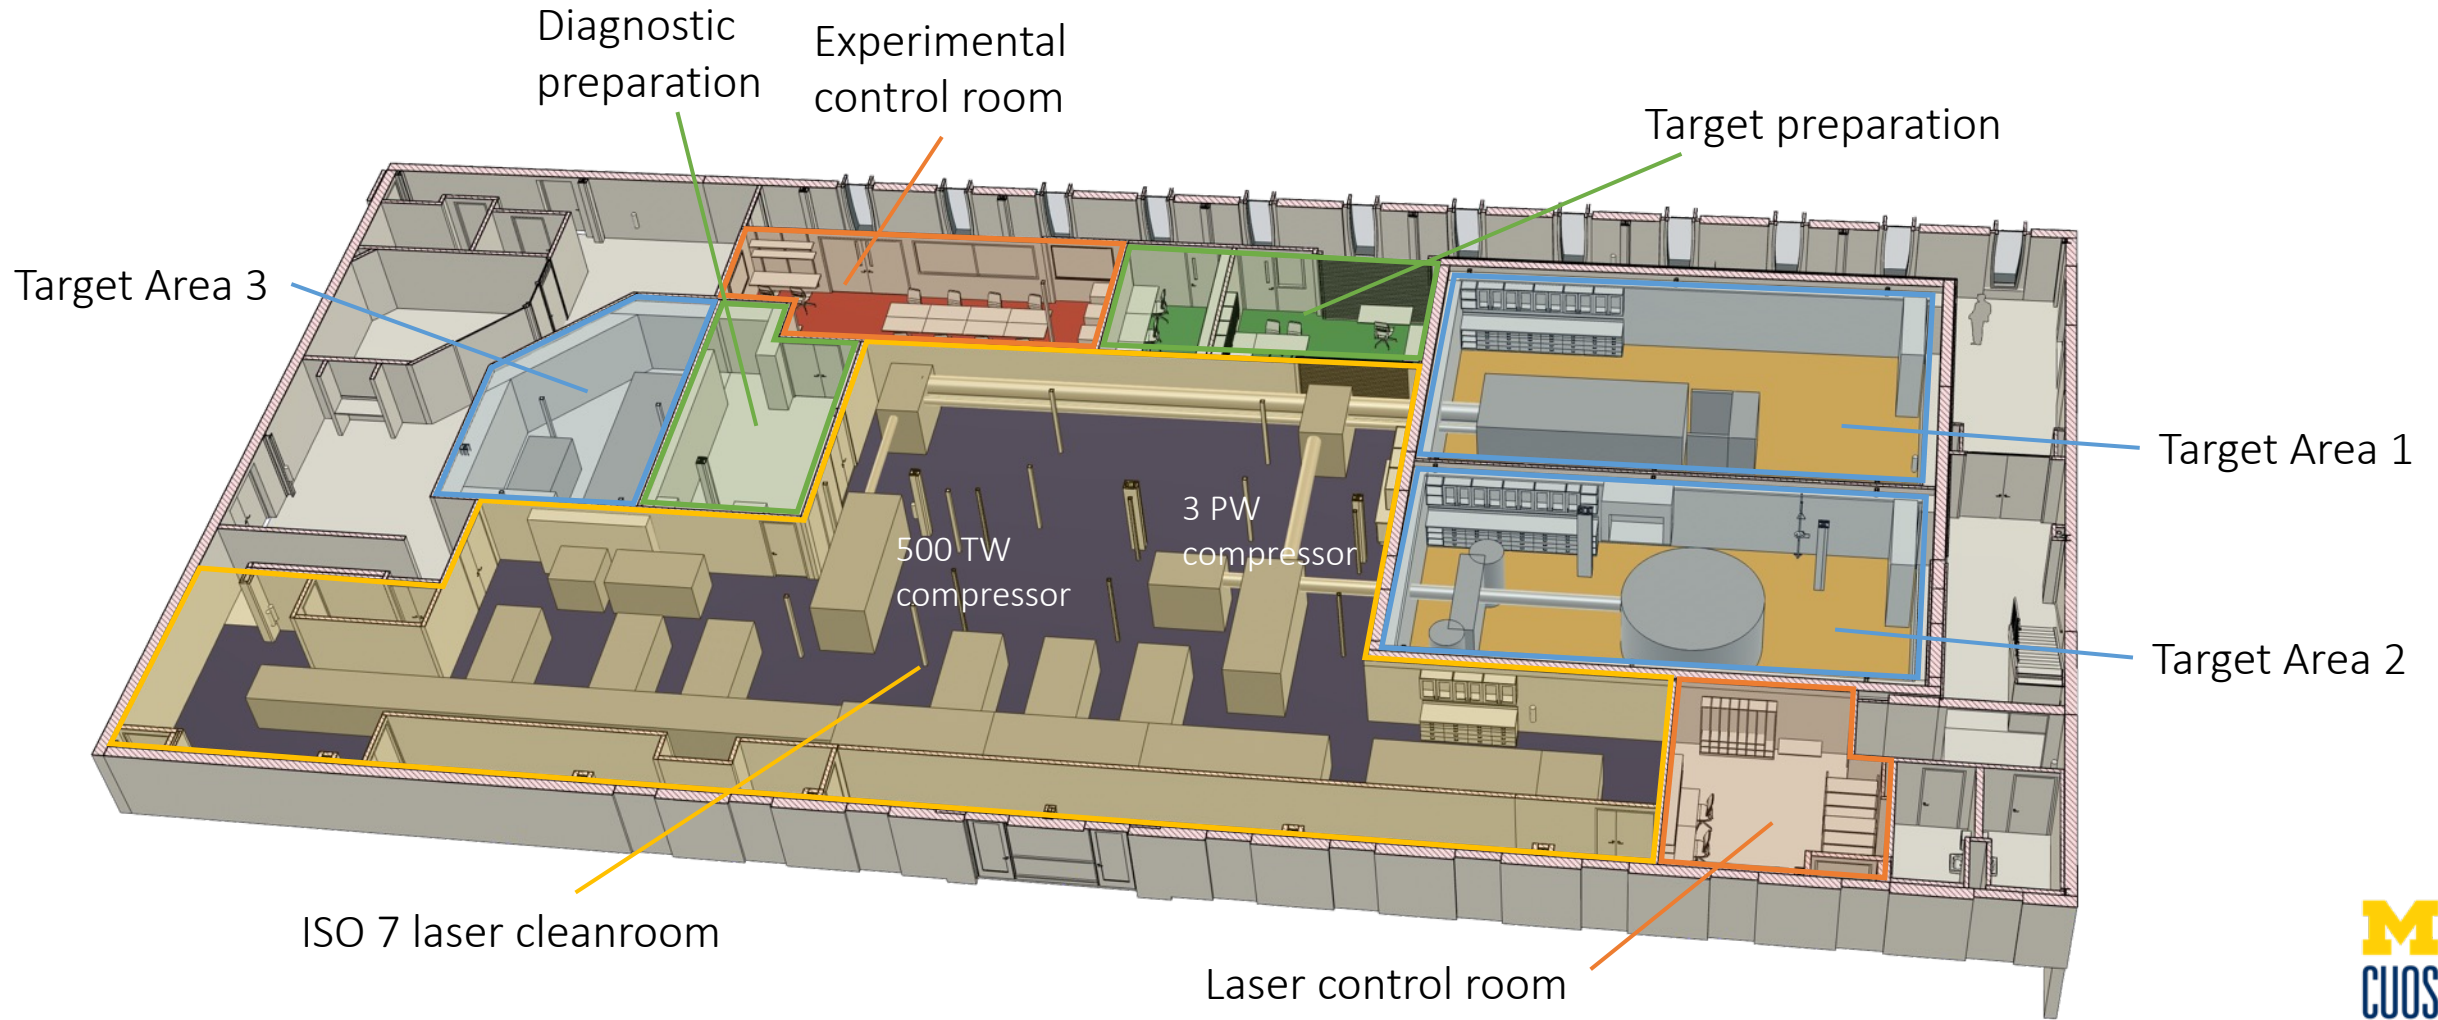 Diagnostic
preparation
Experimental
control room
Target preparation
Target Area 3
Target Area 1
3 PW
compressor
500 TW
compressor
Target Area 2
ISO 7 laser cleanroom
Laser control room
M
CUOS